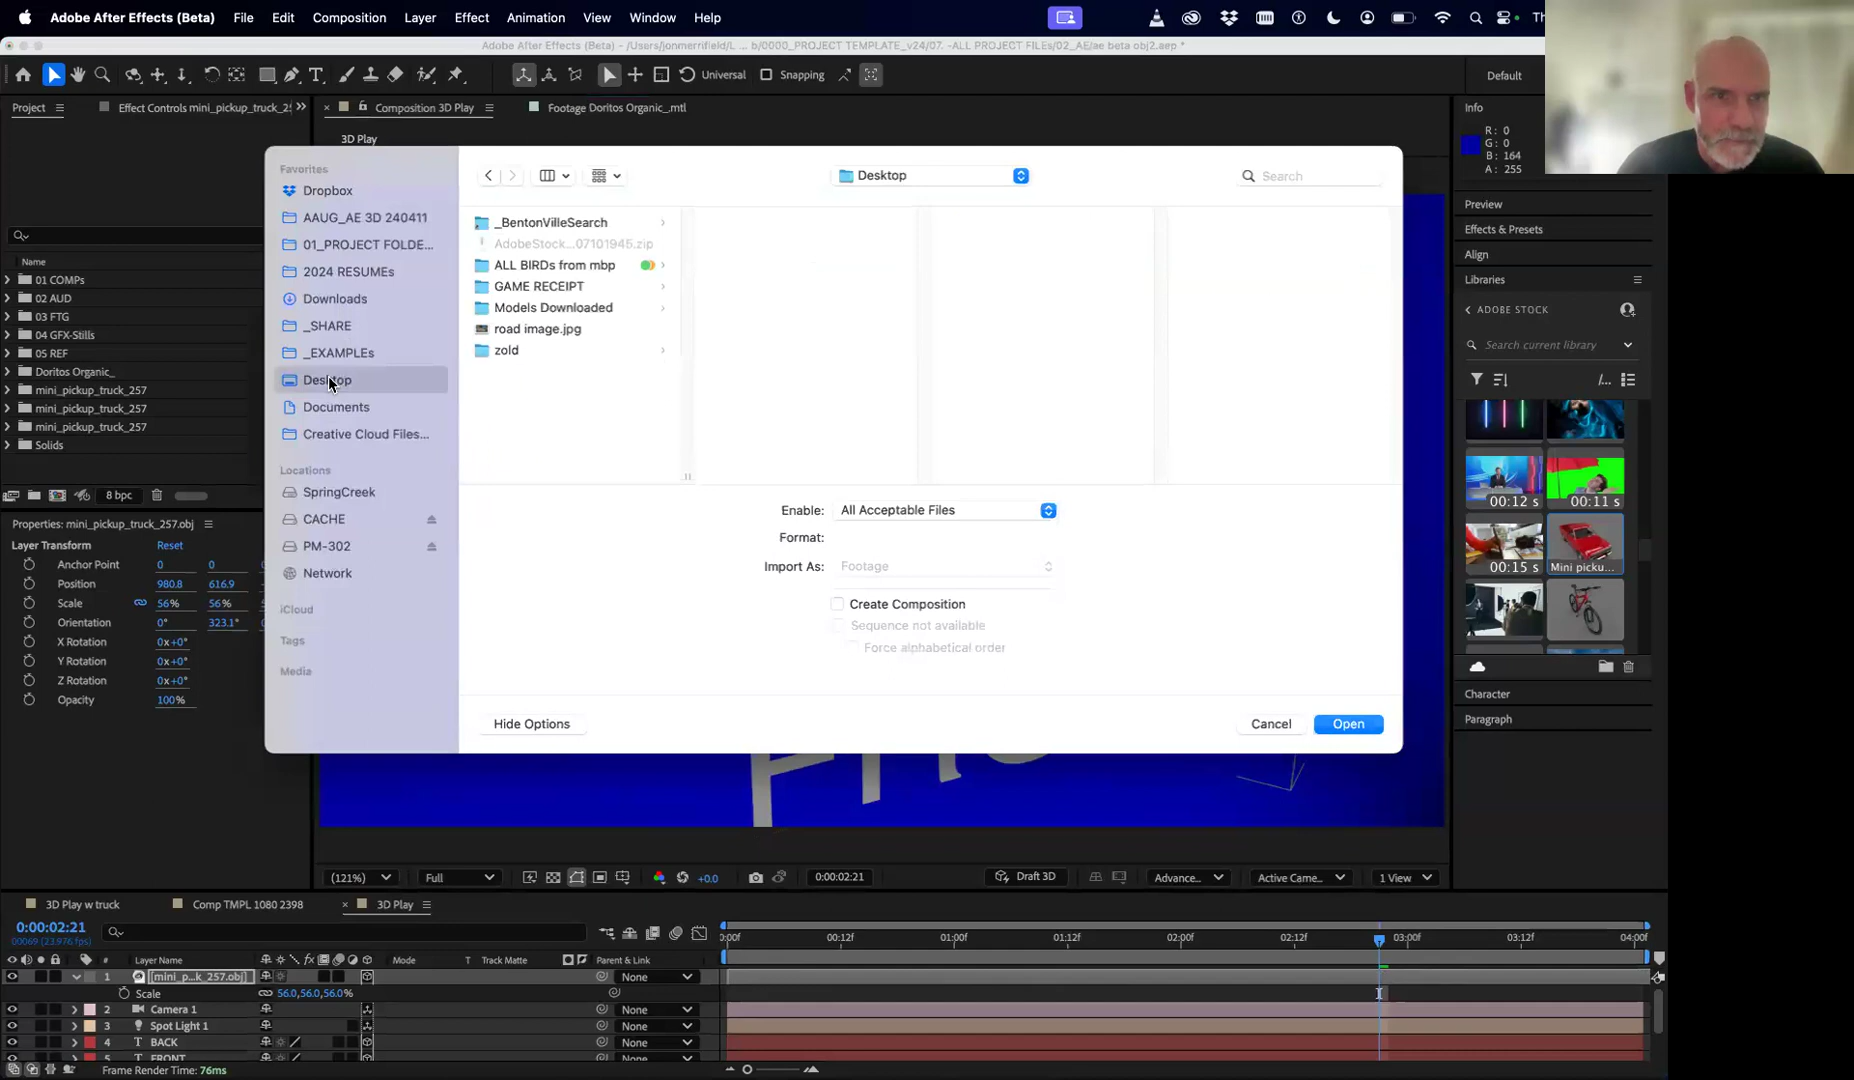 Adobe After Effects (Beta) File Edit Composition Layer Effect Animation View Window Help
Adobe After Effects (Beta) - /Users/jonmerrifield/L ... b/0000_PROJECT TEMPLATE_v24/07. -ALL PROJECT FILEs/02_AE/ae beta obj2.aep *
Universal Snapping Default
Project Effect Controls mini_pickup_truck_2 Composition 3D Play Footage Doritos Organic_.mtl Info
3D Play
R: 0
G: 0
B: 164
A: 255
Favorites
Dropbox
AAUG_AE 3D 240411
01_PROJECT FOLDE...
2024 RESUMEs
Downloads
_SHARE
_EXAMPLEs
Desktop
Documents
Creative Cloud Files...
Locations
SpringCreek
CACHE
PM-302
Network
iCloud
Tags
Media
Desktop
Search
_BentonVilleSearch
AdobeStock...07101945.zip
ALL BIRDs from mbp
GAME RECEIPT
Models Downloaded
road image.jpg
zold
Enable: All Acceptable Files
Format:
Import As: Footage
Create Composition
Sequence not available
Force alphabetical order
Hide Options Cancel Open
Name
01 COMPs
02 AUD
03 FTG
04 GFX-Stills
05 REF
Doritos Organic_
mini_pickup_truck_257
mini_pickup_truck_257
mini_pickup_truck_257
Solids
8 bpc
Properties: mini_pickup_truck_257.obj
Layer Transform Reset
Anchor Point 0 0
Position 980.8 616.9
Scale 56% 56%
Orientation 0° 323.1°
X Rotation 0x+0°
Y Rotation 0x+0°
Z Rotation 0x+0°
Opacity 100%
Preview
Effects & Presets
Align
Libraries
ADOBE STOCK
Search current library
00:12 s 00:11 s
00:15 s Mini picku...
Character
Paragraph
(121%) Full +0.0 0:00:02:21 Draft 3D Advance... Active Came... 1 View
3D Play w truck Comp TMPL 1080 2398 3D Play
0:00:02:21
00069 (23.976 fps)
:00f 00:12f 01:00f 01:12f 02:00f 02:12f 03:00f 03:12f 04:00f
# Layer Name Mode T Track Matte Parent & Link
1 [mini_p...k_257.obj] None
Scale 56.0,56.0,56.0%
2 Camera 1 None
3 Spot Light 1 None
4 BACK None
5 FRONT None
Frame Render Time: 76ms